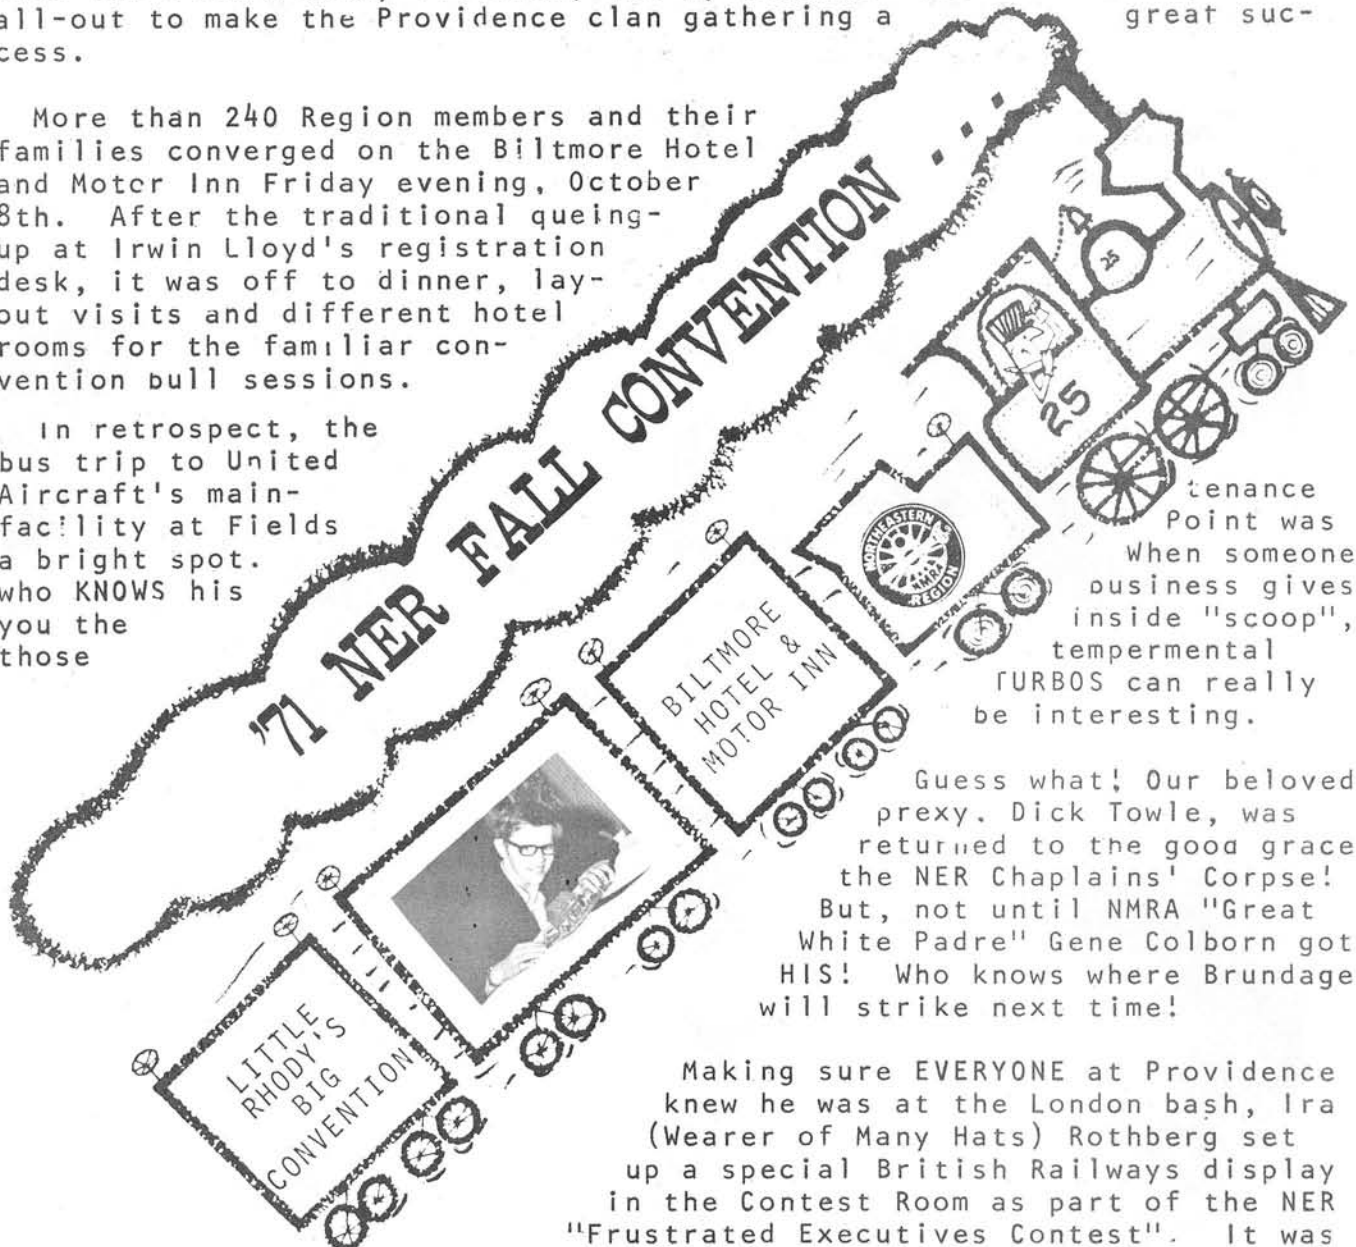 all-out to make the Providence clan gathering a great suc-
cess.
More than 240 Region members and their
families converged on the Biltmore Hotel
and Motor Inn Friday evening, October
8th. After the traditional queing-
up at Irwin Lloyd's registration
desk, it was off to dinner, lay-
out visits and different hotel
rooms for the familiar con-
vention bull sessions.
In retrospect, the
bus trip to United
Aircraft's main- tenance
facility at Fields Point was
a bright spot. When someone
who KNOWS his business gives
you the inside "scoop",
those tempermental
TURBOS can really
be interesting.
'71 NER FALL CONVENTION . . .
25
25
NORTHEASTERN
NMRA
REGION
BILTMORE
HOTEL &
MOTOR INN
LITTLE
RHODY'S
BIG
CONVENTION
Guess what! Our beloved
prexy. Dick Towle, was
returned to the good grace
the NER Chaplains' Corpse!
But, not until NMRA "Great
White Padre" Gene Colborn got
HIS! Who knows where Brundage
will strike next time!
Making sure EVERYONE at Providence
knew he was at the London bash, Ira
(Wearer of Many Hats) Rothberg set
up a special British Railways display
in the Contest Room as part of the NER
"Frustrated Executives Contest". It was